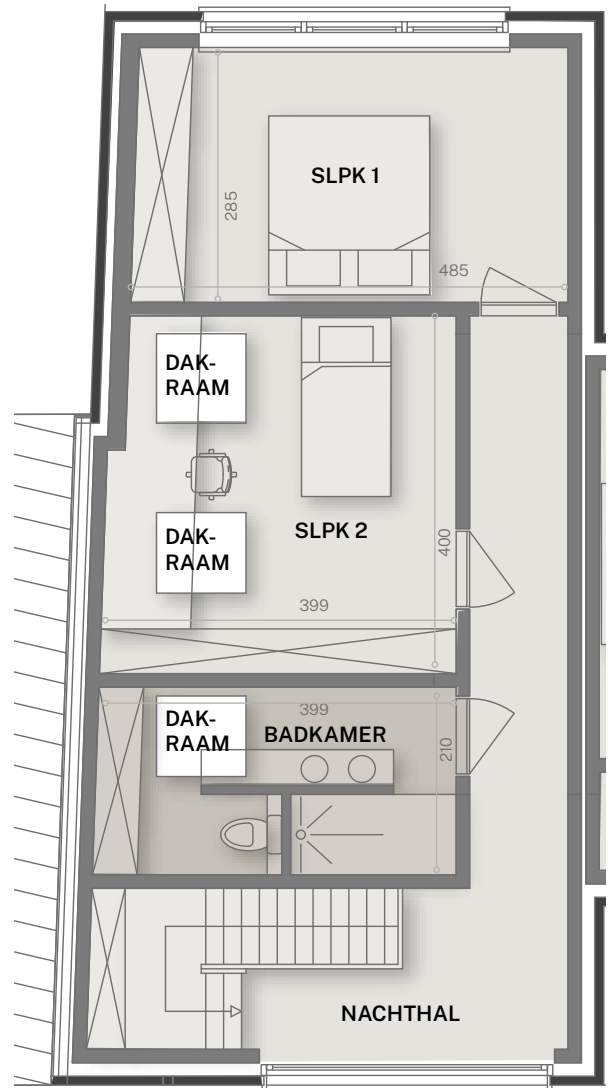 SLPK 1
285
485
DAK-
RAAM
DAK-
RAAM
SLPK 2
400
399
399
DAK-
RAAM
BADKAMER
210
NACHTHAL